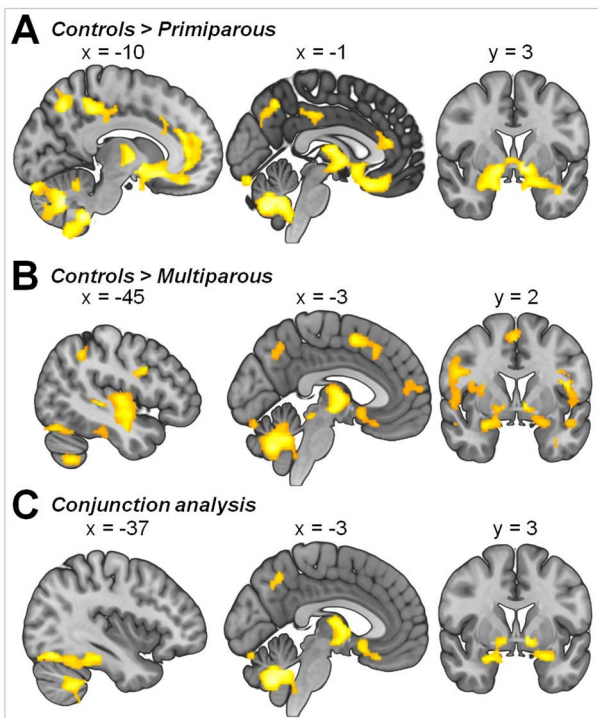 A Controls > Primiparous
x = -10 x = -1 y = 3
B Controls > Multiparous
x = -45 x = -3 y = 2
C Conjunction analysis
x = -37 x = -3 y = 3